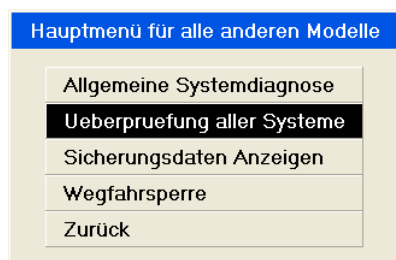 Hauptmenü für alle anderen Modelle
Allgemeine Systemdiagnose
Ueberpruefung aller Systeme
Sicherungsdaten Anzeigen
Wegfahrsperre
Zurück